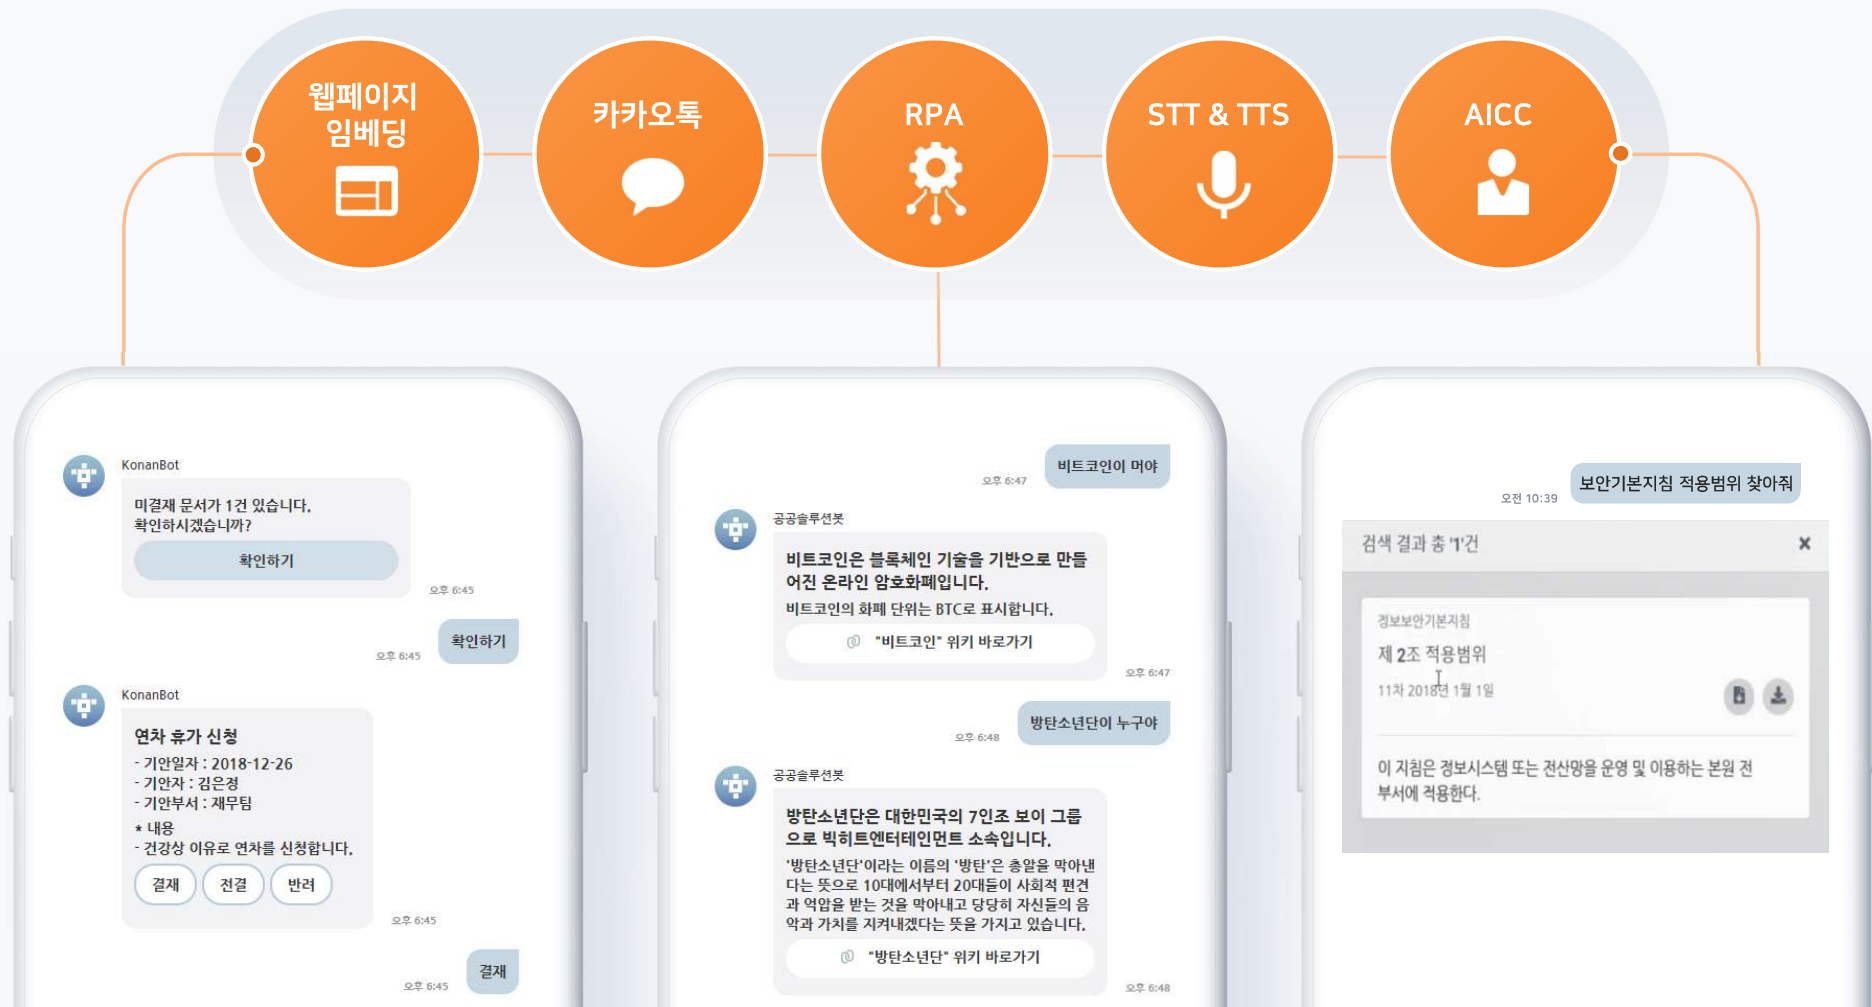 웹페이지
임베딩
카카오톡
RPA
STT & TTS
AICC
KonanBot
미결재 문서가 1건 있습니다.
확인하시겠습니까?
확인하기
오후 6:45
확인하기
오후 6:45
KonanBot
연차 휴가 신청
- 기안일자 : 2018-12-26
- 기안자 : 김은정
- 기안부서 : 재무팀
* 내용
- 건강상 이유로 연차를 신청합니다.
결재 전결 반려
오후 6:45
결재
오후 6:45
비트코인이 머야
오후 6:47
공공솔루션봇
비트코인은 블록체인 기술을 기반으로 만들
어진 온라인 암호화폐입니다.
비트코인의 화폐 단위는 BTC로 표시합니다.
"비트코인" 위키 바로가기
오후 6:47
방탄소년단이 누구야
오후 6:48
공공솔루션봇
방탄소년단은 대한민국의 7인조 보이 그룹
으로 빅히트엔터테인먼트 소속입니다.
'방탄소년단'이라는 이름의 '방탄'은 총알을 막아낸
다는 뜻으로 10대에서부터 20대들이 사회적 편견
과 억압을 받는 것을 막아내고 당당히 자신들의 음
악과 가치를 지켜내겠다는 뜻을 가지고 있습니다.
"방탄소년단" 위키 바로가기
오후 6:48
보안기본지침 적용범위 찾아줘
오전 10:39
검색 결과 총 '1'건
정보보안기본지침
제 2조 적용범위
11차 2018년 1월 1일
이 지침은 정보시스템 또는 전산망을 운영 및 이용하는 본원 전
부서에 적용한다.